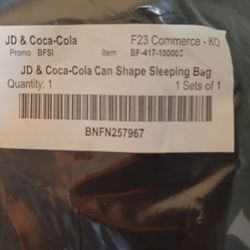 JD & Coca-Cola F23 Commerce - KO
Promo BFSI Item BF-417-100065
JD & Coca-Cola Can Shape Sleeping Bag
Quantity: 1 1 Sets of 1
BNFN257967